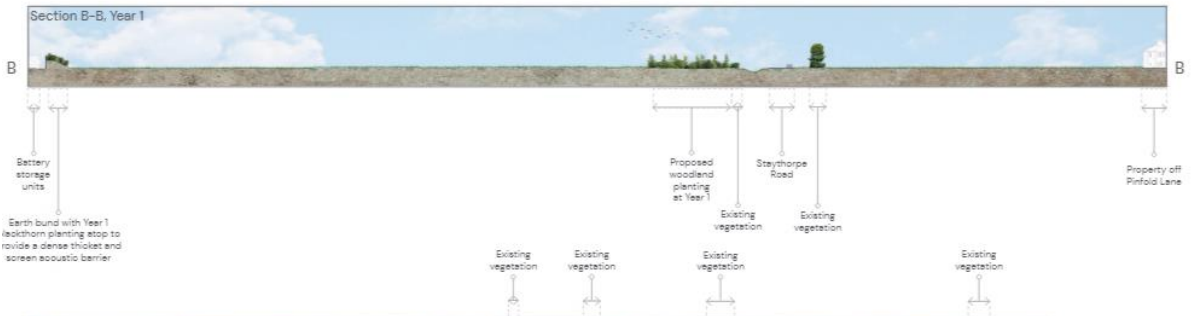 Section B-B, Year 1
B
B
Battery
storage
units
Earth bund with Year 1
lackthorn planting atop to
rovide a dense thicket and
screen acoustic barrier
Proposed
woodland
planting
at Year 1
Existing
vegetation
Staythorpe
Road
Existing
vegetation
Property off
Pinfold Lane
Existing
vegetation
Existing
vegetation
Existing
vegetation
Existing
vegetation